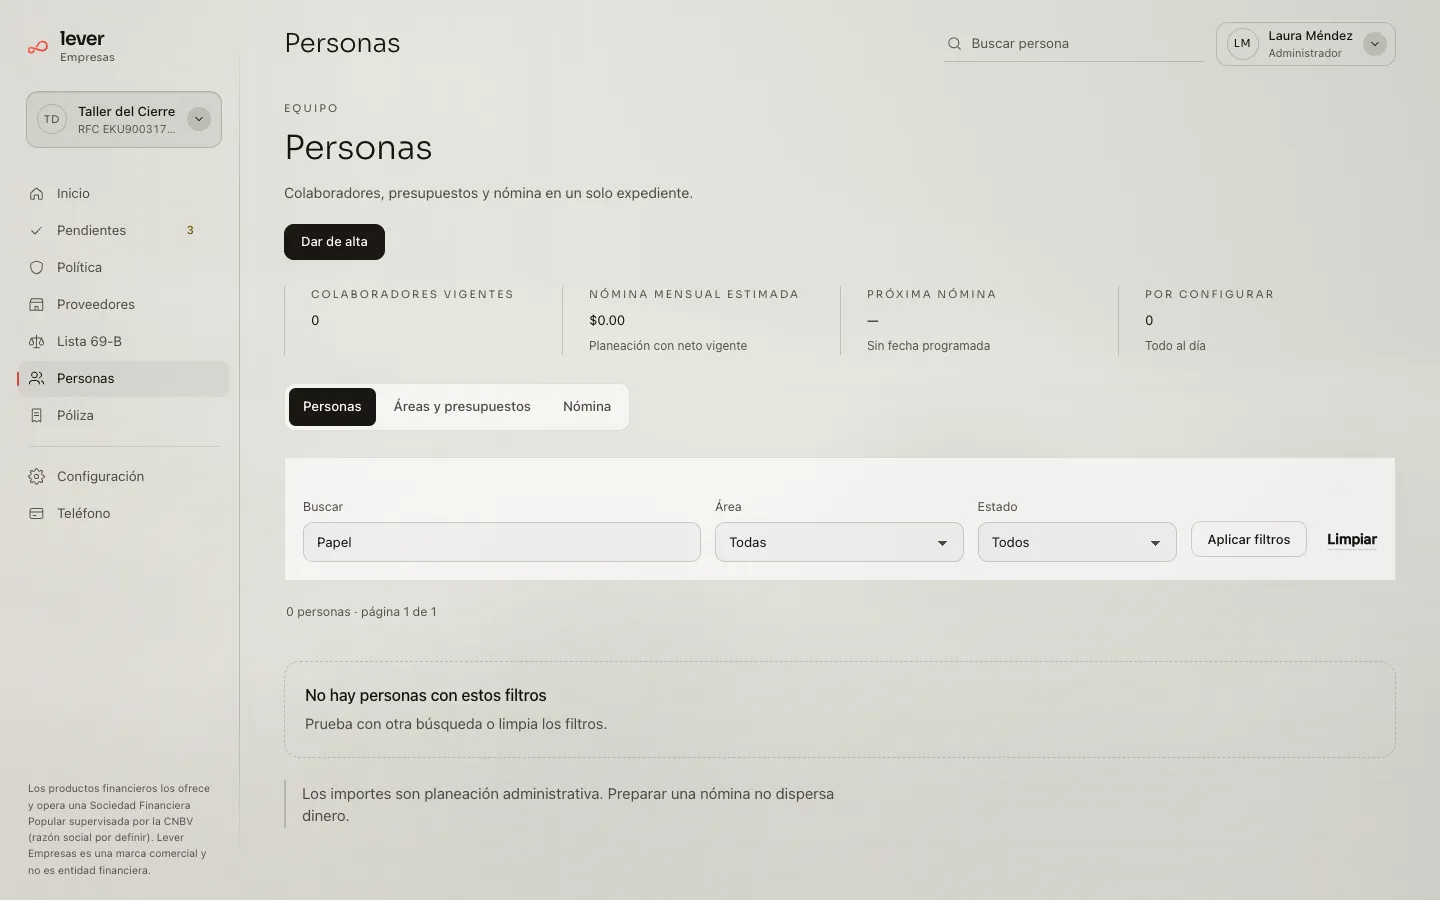 lever
Empresas
TD
Taller del Cierre
RFC EKU900317...
Inicio
Pendientes
3
Política
Proveedores
Lista 69-B
Personas
Póliza
Configuración
Teléfono
Los productos financieros los ofrece
y opera una Sociedad Financiera
Popular supervisada por la CNBV
(razón social por definir). Lever
Empresas es una marca comercial y
no es entidad financiera.
Personas
Buscar persona
LM
Laura Méndez
Administrador
EQUIPO
Personas
Colaboradores, presupuestos y nómina en un solo expediente.
Dar de alta
COLABORADORES VIGENTES
0
NÓMINA MENSUAL ESTIMADA
$0.00
Planeación con neto vigente
PRÓXIMA NÓMINA
—
Sin fecha programada
POR CONFIGURAR
0
Todo al día
Personas
Áreas y presupuestos
Nómina
Buscar
Papel
Área
Todas
Estado
Todos
Aplicar filtros
Limpiar
0 personas · página 1 de 1
No hay personas con estos filtros
Prueba con otra búsqueda o limpia los filtros.
Los importes son planeación administrativa. Preparar una nómina no dispersa
dinero.